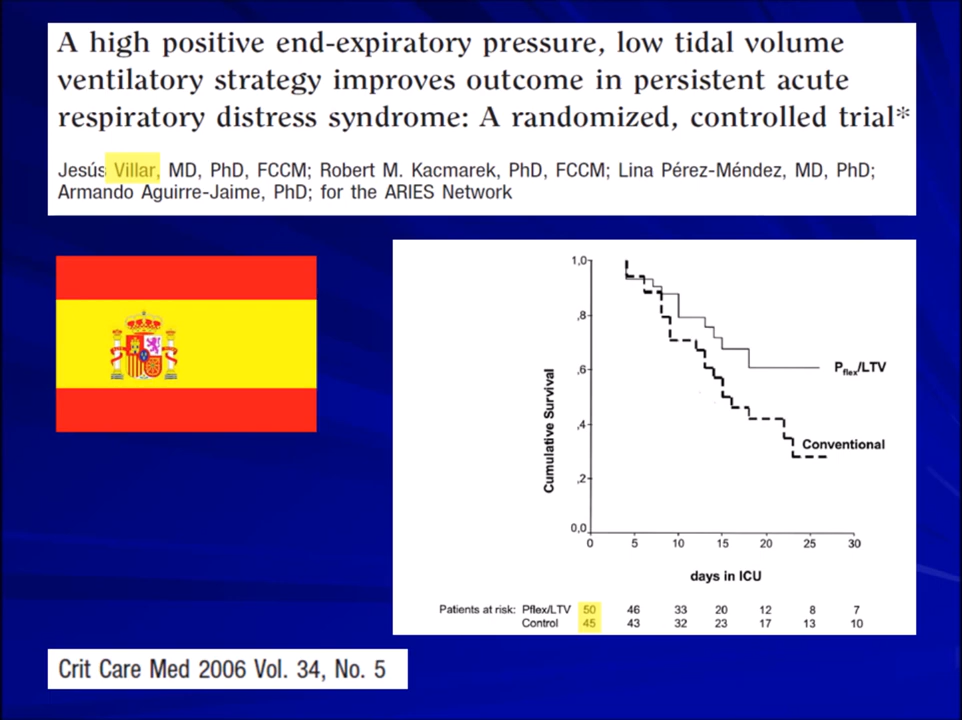 A high positive end-expiratory pressure, low tidal volume
ventilatory strategy improves outcome in persistent acute
respiratory distress syndrome: A randomized, controlled trial*
Jesús Villar, MD, PhD, FCCM; Robert M. Kacmarek, PhD, FCCM; Lina Pérez-Méndez, MD, PhD;
Armando Aguirre-Jaime, PhD; for the ARIES Network
1,0
,8
,6
,4
,2
0,0
Cumulative Survival
Pflex/LTV
Conventional
0 5 10 15 20 25 30
days in ICU
Patients at risk: Pflex/LTV 50 46 33 20 12 8 7
Control 45 43 32 23 17 13 10
Crit Care Med 2006 Vol. 34, No. 5